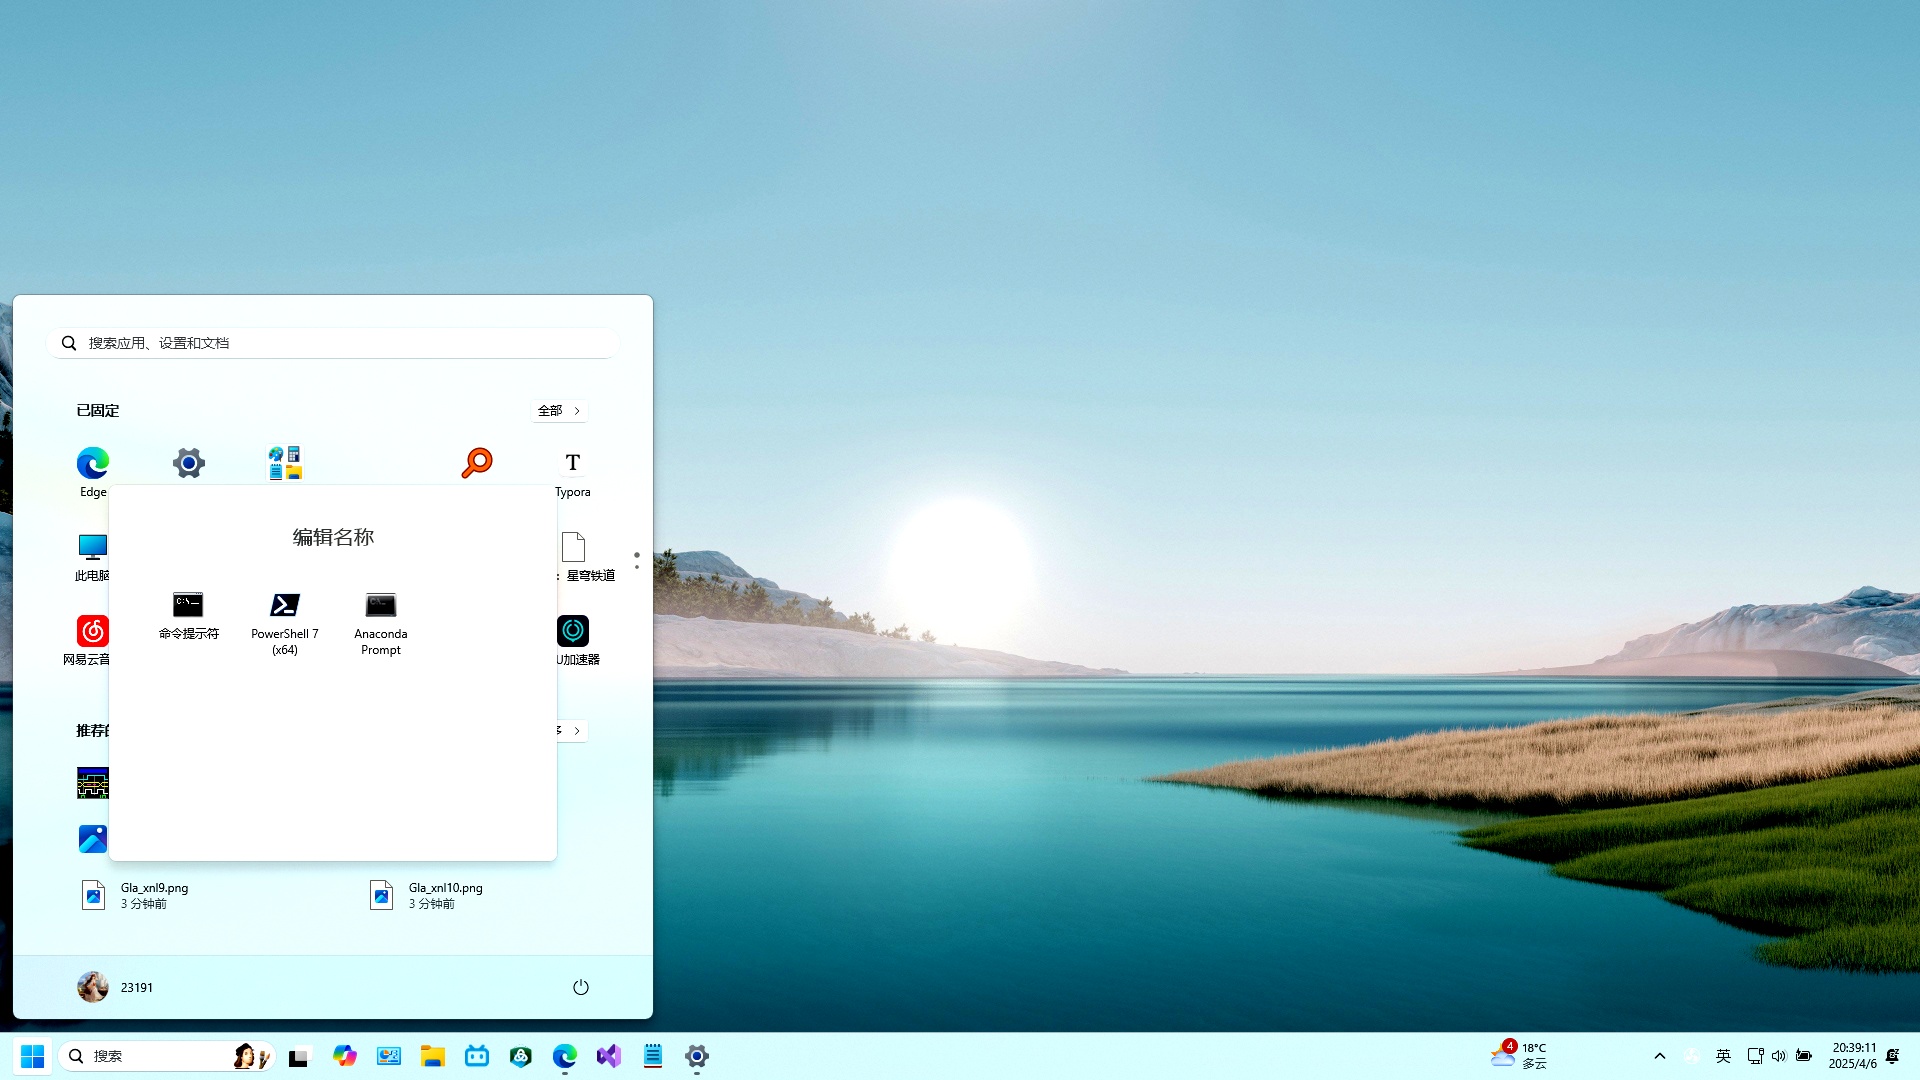 搜索应用、设置和文档
已固定
全部
Edge
T
Typora
编辑名称
此电脑
: 星穹铁道
命令提示符
PowerShell 7
(x64)
Anaconda
Prompt
网易云音
U加速器
推荐的
多
Gla_xnl9.png
3 分钟前
Gla_xnl10.png
3 分钟前
23191
搜索
4
18°C
多云
英
20:39:11
2025/4/6